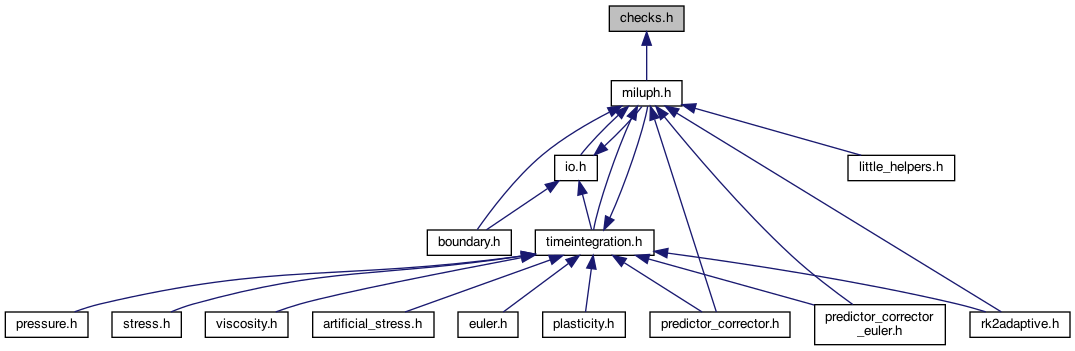 checks.h
miluph.h
io.h
little_helpers.h
boundary.h
timeintegration.h
pressure.h
stress.h
viscosity.h
artificial_stress.h
euler.h
plasticity.h
predictor_corrector.h
predictor_corrector
_euler.h
rk2adaptive.h